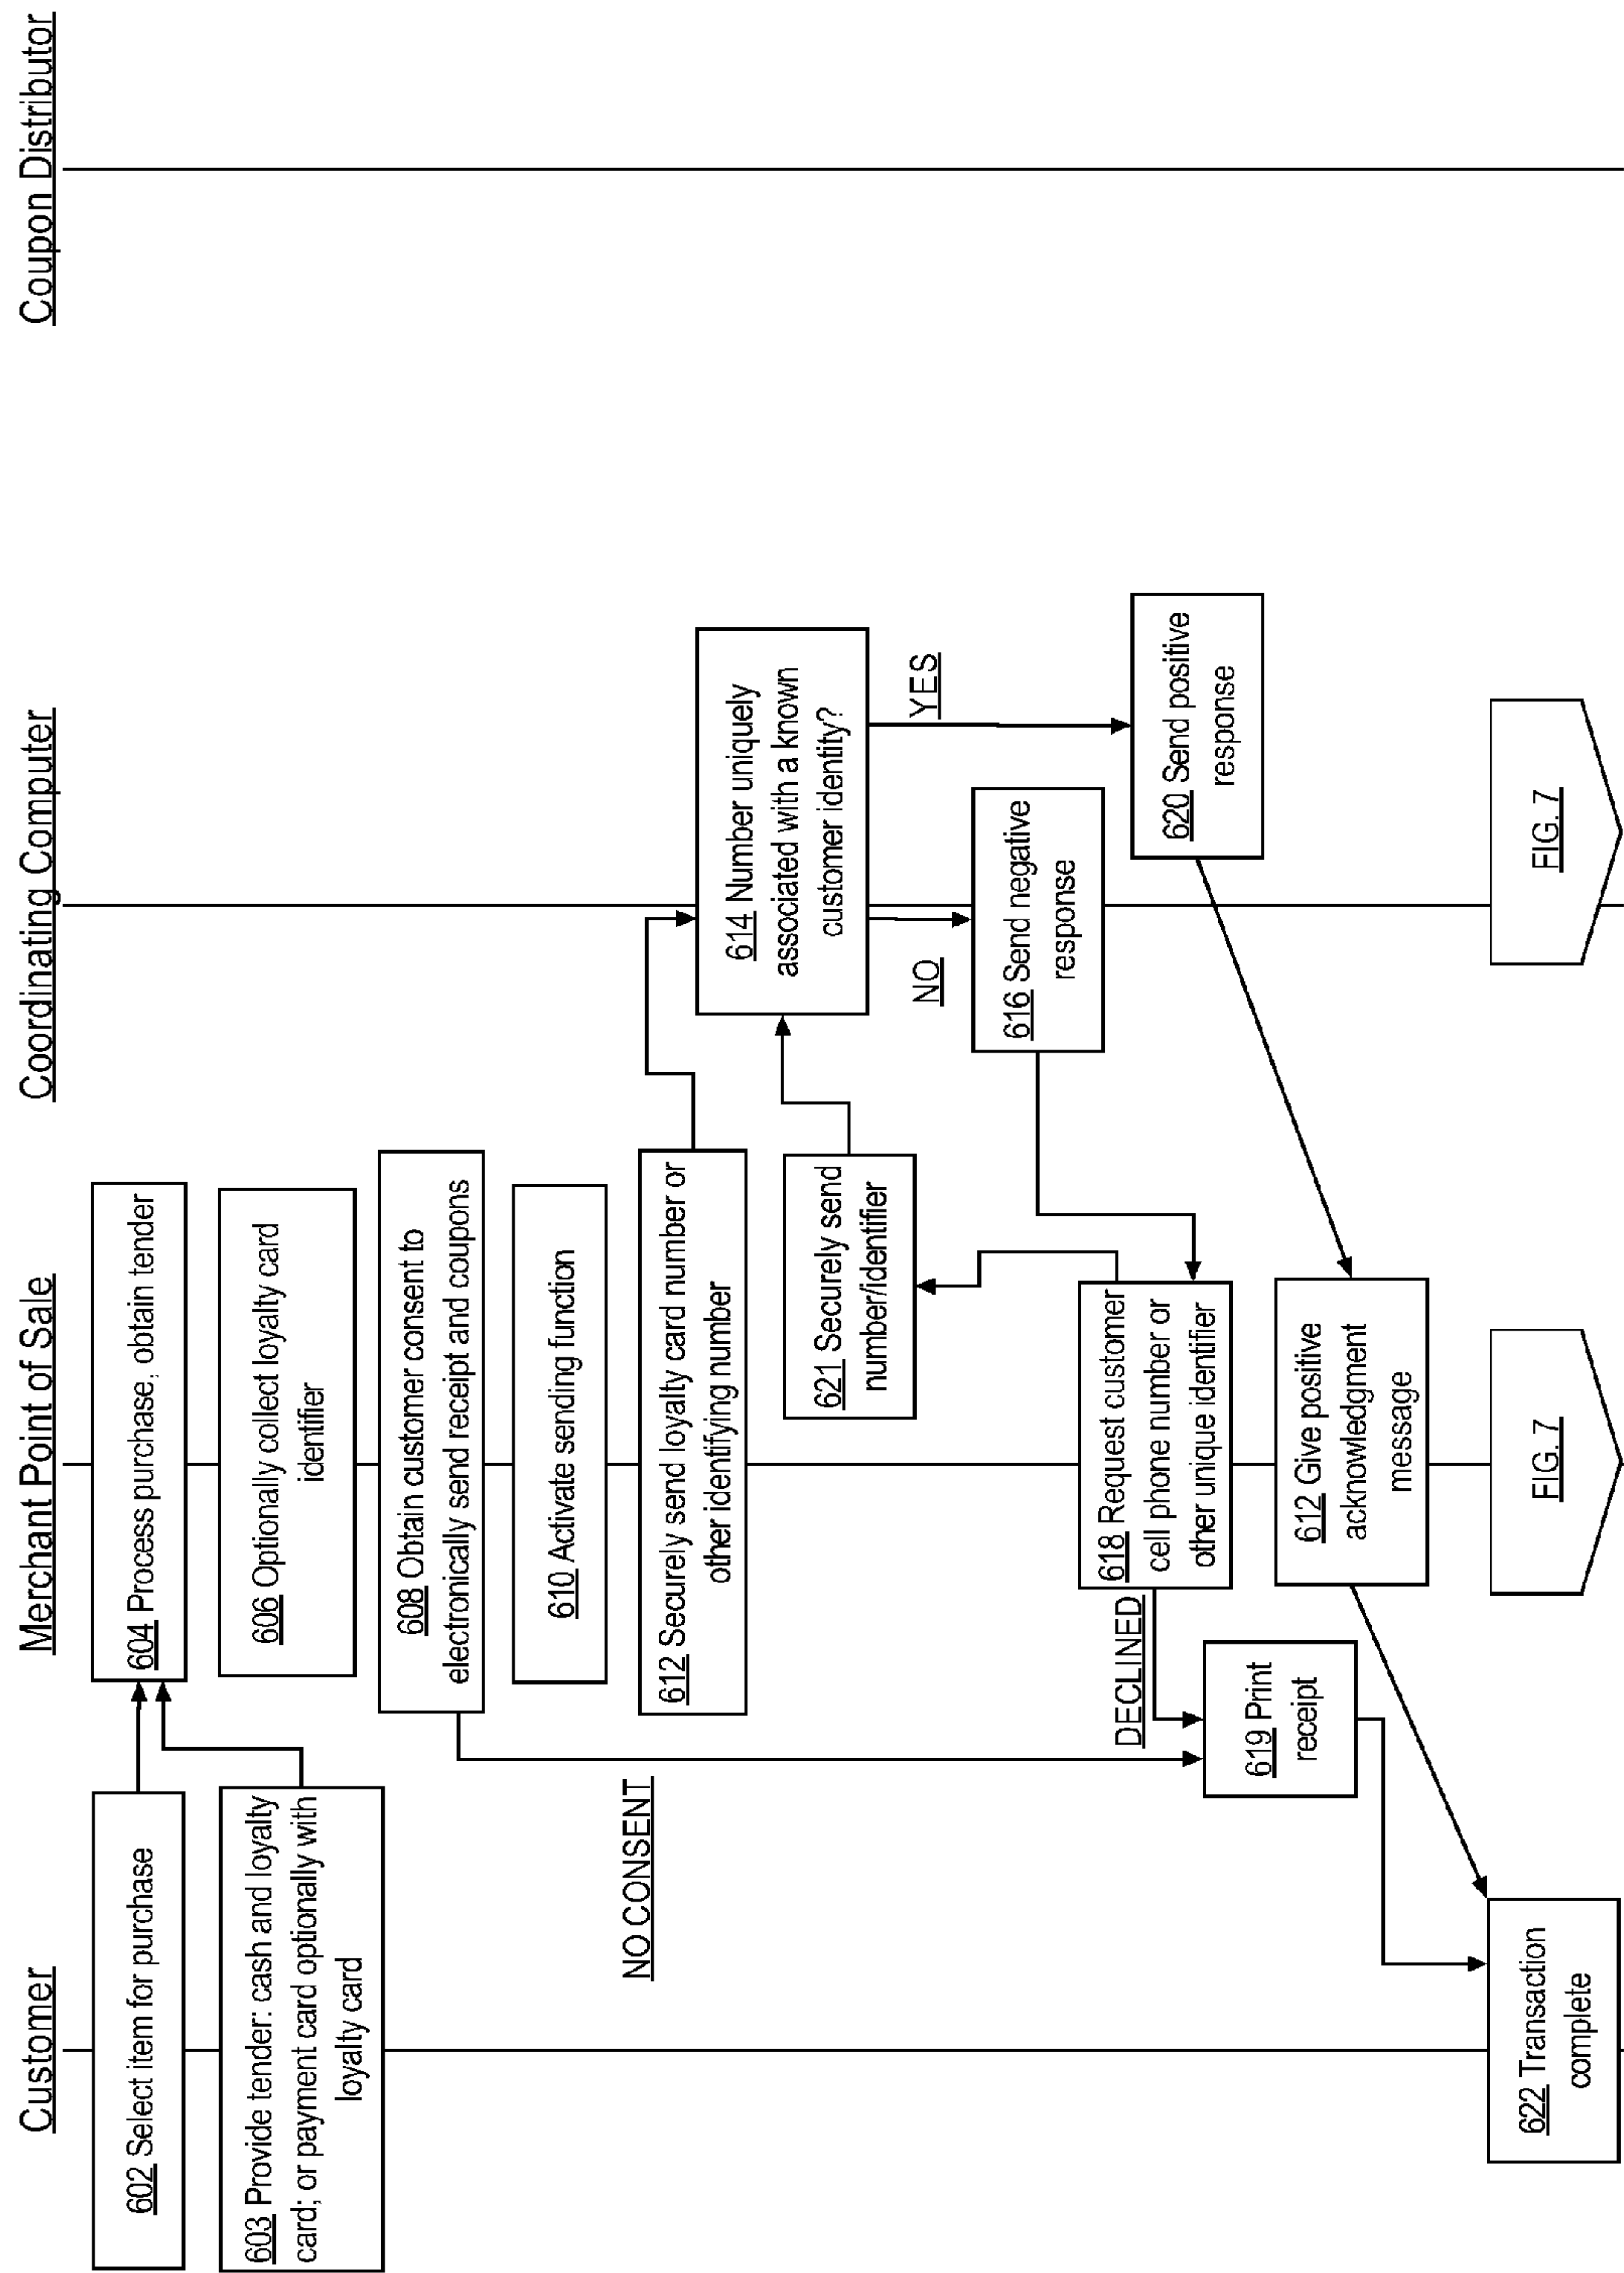 Customer
Merchant Point of Sale
Coordinating Computer
Coupon Distributor
602 Select item for purchase
604 Process purchase, obtain tender
603 Provide tender: cash and loyalty
card; or payment card optionally with
loyalty card
606 Optionally collect loyalty card
identifier
608 Obtain customer consent to
electronically send receipt and coupons
610 Activate sending function
NO CONSENT
612 Securely send loyalty card number or
other identifying number
614 Number uniquely
associated with a known
customer identity?
621 Securely send
number/identifier
NO
YES
616 Send negative
response
618 Request customer
cell phone number or
other unique identifier
DECLINED
620 Send positive
response
619 Print
receipt
612 Give positive
acknowledgment
message
622 Transaction
complete
FIG. 7
FIG. 7